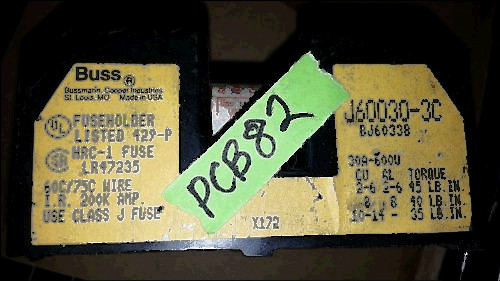 Buss ®
Bussmann, Cooper Industries
St. Louis, MO Made in USA
UL FUSEHOLDER
LISTED 429-P
HRC-1 FUSE
LR47235
60C/75C WIRE
I.R. 200K AMP.
USE CLASS J FUSE
PCB82
X172
J60030-3C
BJ6033B
30A-600V
CU AL TORQUE
2-6 2-6 45 LB.IN.
8 8 40 LB.IN.
10-14 - 35 LB.IN.